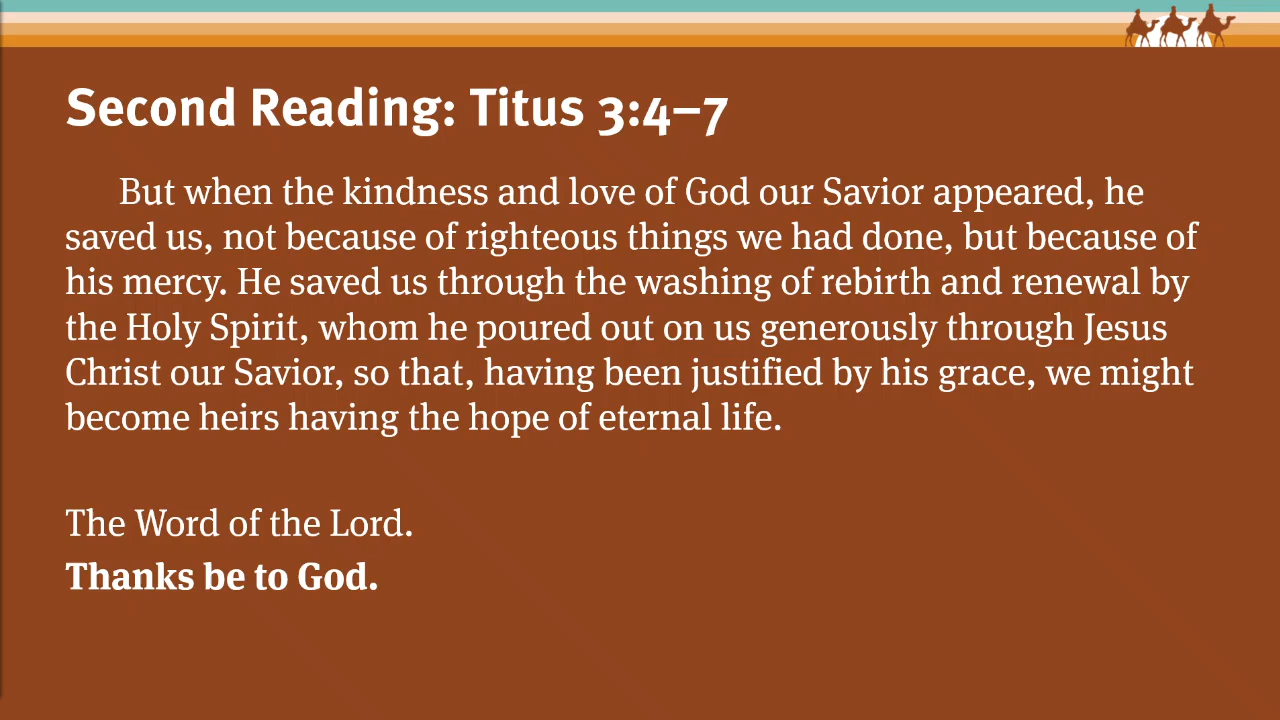 Second Reading: Titus 3:4–7
But when the kindness and love of God our Savior appeared, he
saved us, not because of righteous things we had done, but because of
his mercy. He saved us through the washing of rebirth and renewal by
the Holy Spirit, whom he poured out on us generously through Jesus
Christ our Savior, so that, having been justified by his grace, we might
become heirs having the hope of eternal life.
The Word of the Lord.
Thanks be to God.